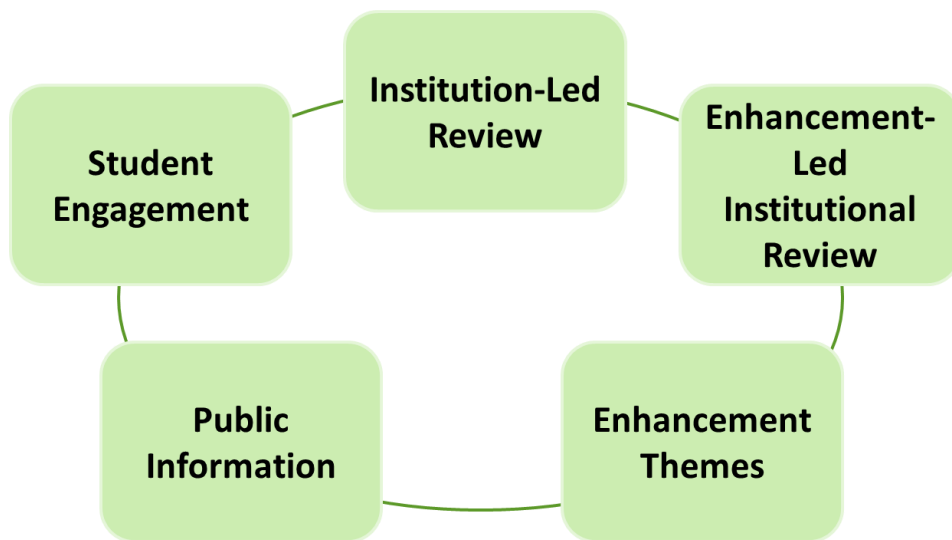 Institution-Led
Review
Enhancement-
Led
Institutional
Review
Enhancement
Themes
Public
Information
Student
Engagement